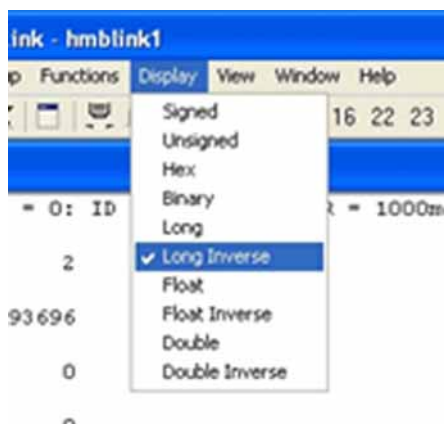 ink - hmblink1
p Functions Display View Window Help
Signed 16 22 23
Unsigned
Hex
= 0: ID Binary R = 1000m
Long
2 ✓ Long Inverse
Float
93696 Float Inverse
Double
0 Double Inverse